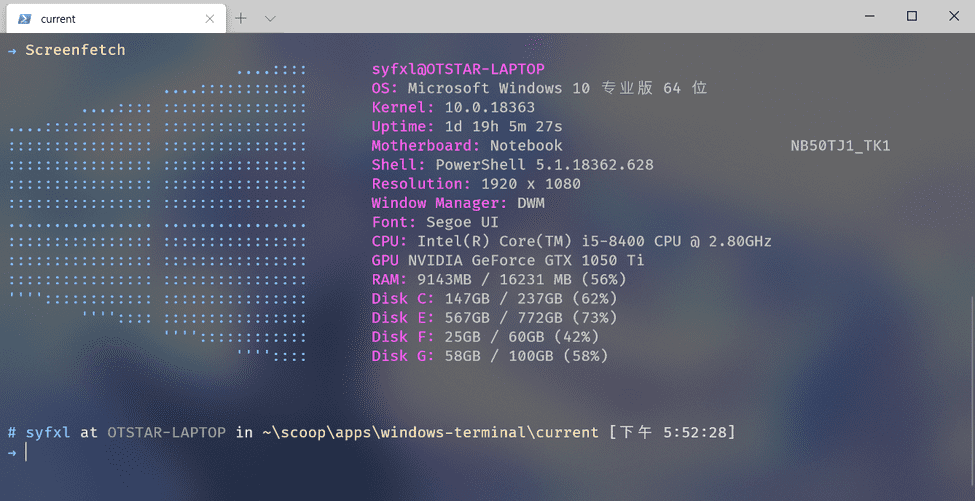 current
→ Screenfetch
syfxl@OTSTAR-LAPTOP
OS: Microsoft Windows 10 专业版 64 位
Kernel: 10.0.18363
Uptime: 1d 19h 5m 27s
Motherboard: Notebook NB50TJ1_TK1
Shell: PowerShell 5.1.18362.628
Resolution: 1920 x 1080
Window Manager: DWM
Font: Segoe UI
CPU: Intel(R) Core(TM) i5-8400 CPU @ 2.80GHz
GPU NVIDIA GeForce GTX 1050 Ti
RAM: 9143MB / 16231 MB (56%)
Disk C: 147GB / 237GB (62%)
Disk E: 567GB / 772GB (73%)
Disk F: 25GB / 60GB (42%)
Disk G: 58GB / 100GB (58%)
# syfxl at OTSTAR-LAPTOP in ~\scoop\apps\windows-terminal\current [下午 5:52:28]
→